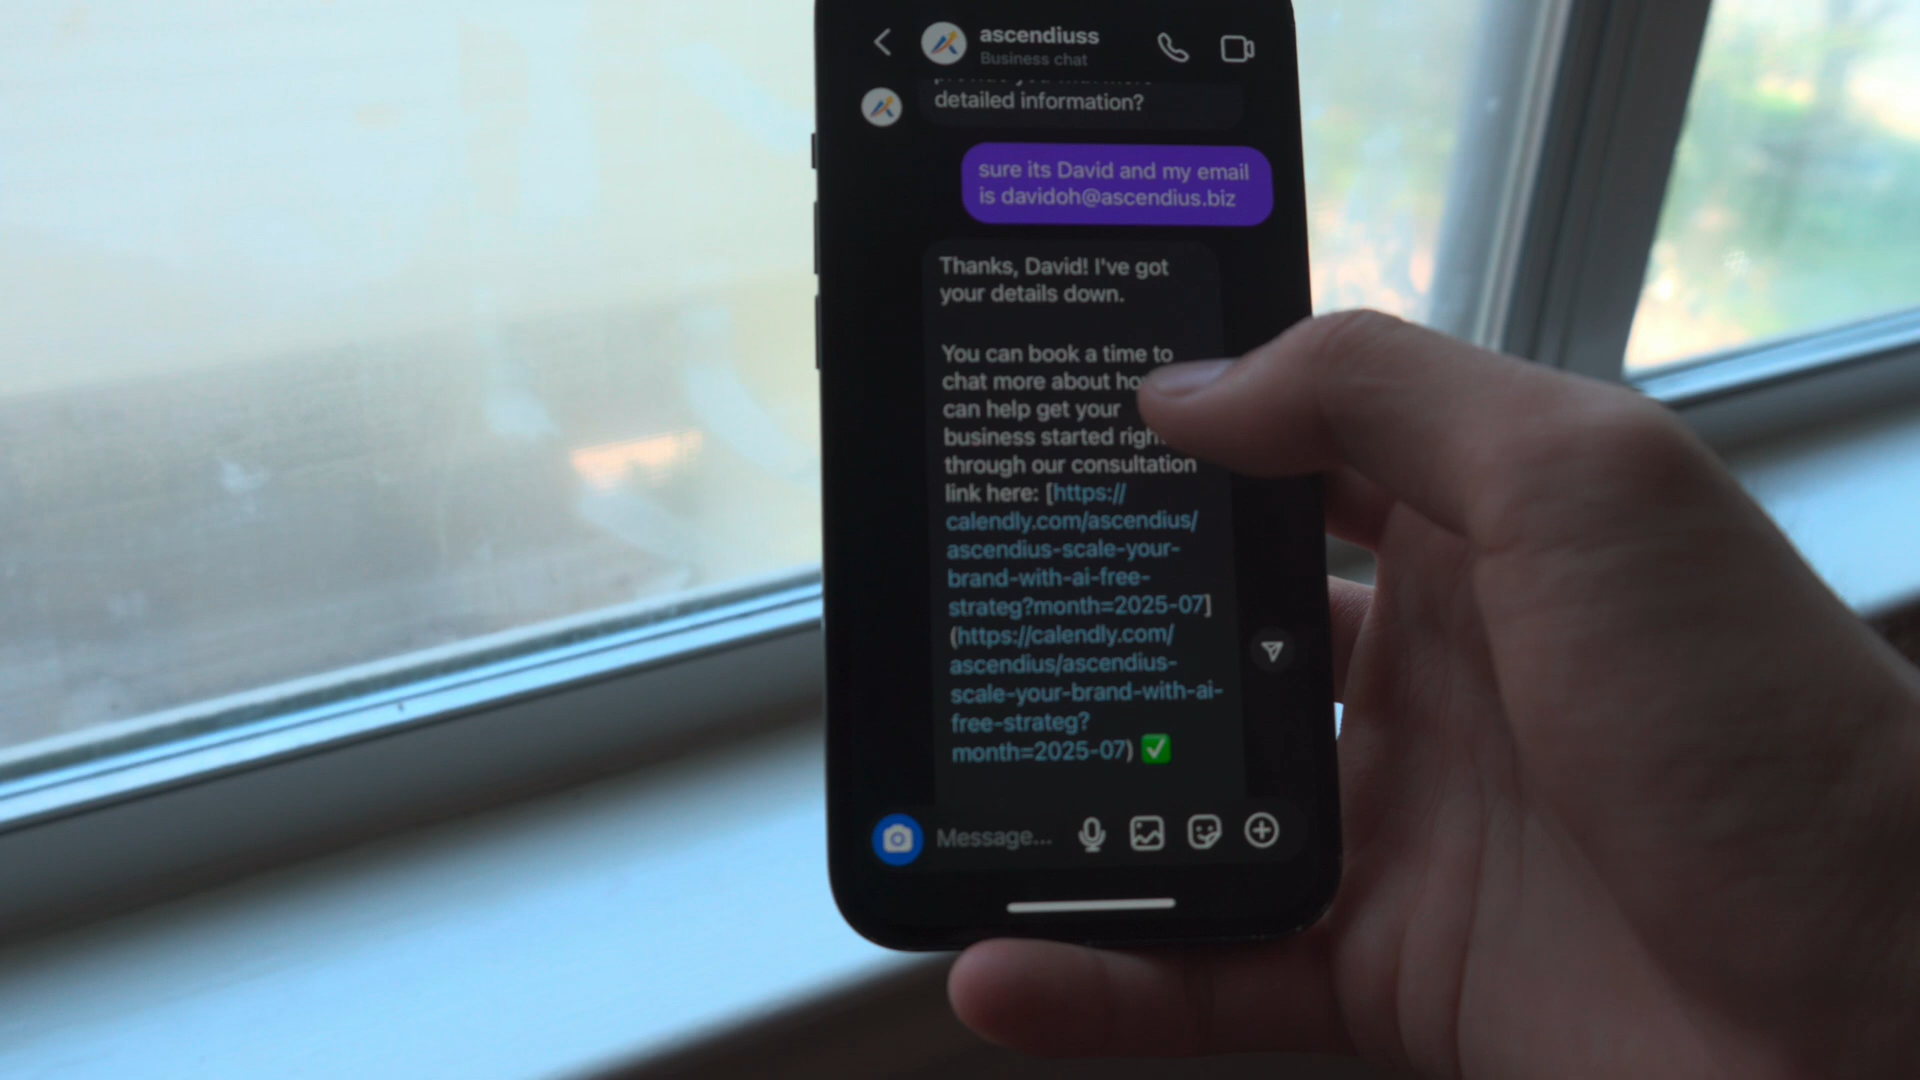 ascendiuss
Business chat
detailed information?
sure its David and my email
is davidoh@ascendius.biz
Thanks, David! I've got
your details down.
You can book a time to
chat more about
can help get your
business started
through our consultation
link here: [https://
calendly.com/ascendius/
ascendius-scale-your-
brand-with-ai-free-
strateg?month=2025-07]
(https://calendly.com/
ascendius/ascendius-
scale-your-brand-with-ai-
free-strateg?
month=2025-07) ✅
Message...